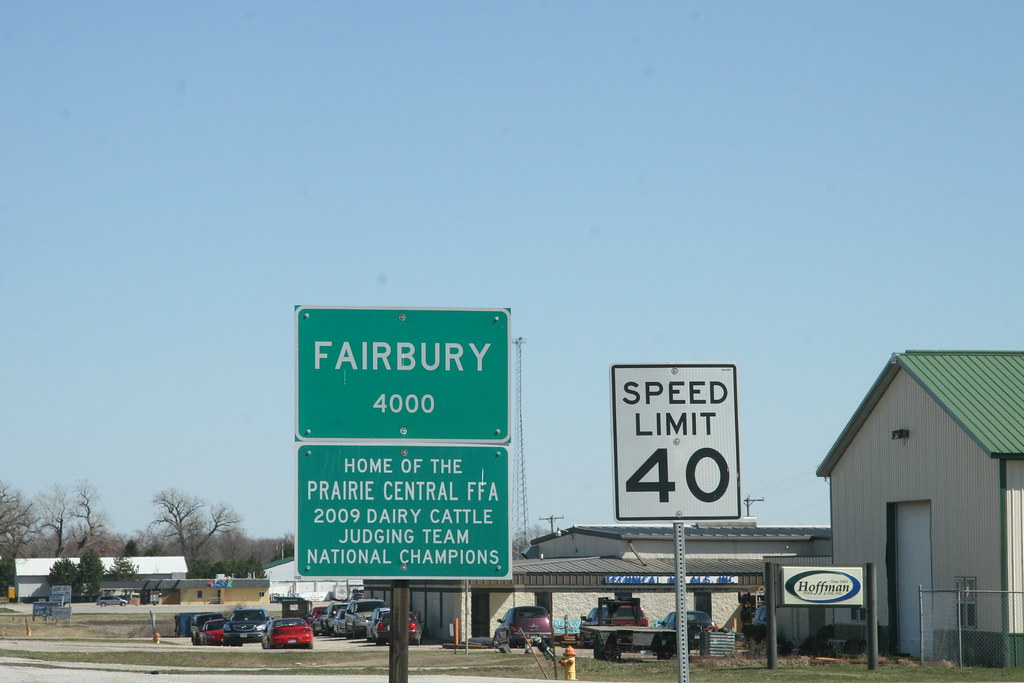 FAIRBURY
4000
HOME OF THE
PRAIRIE CENTRAL FFA
2009 DAIRY CATTLE
JUDGING TEAM
NATIONAL CHAMPIONS
SPEED
LIMIT
40
Hoffman